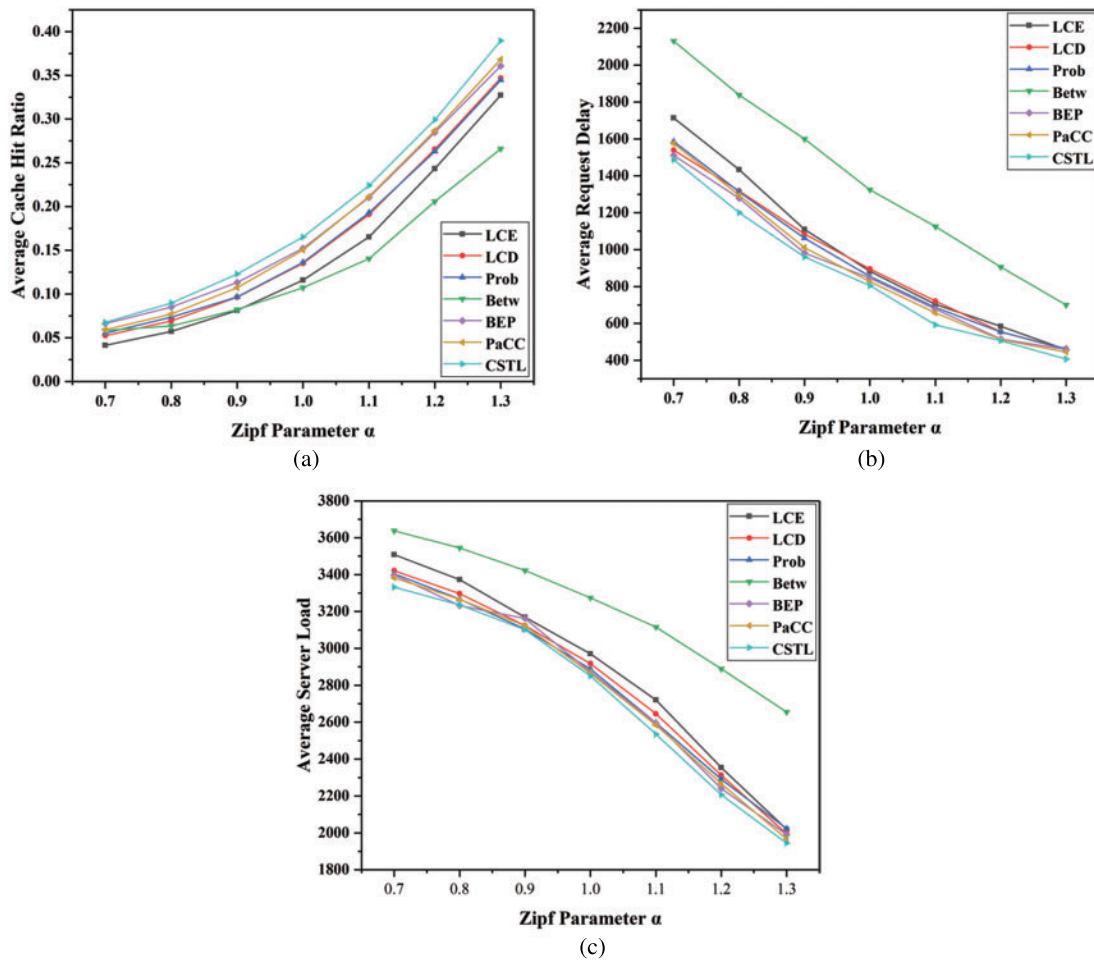 0.40
0.35
0.30
0.25
0.20
0.15
0.10
0.05
0.00
Average Cache Hit Ratio
LCE
LCD
Prob
Betw
BEP
PaCC
CSTL
0.7 0.8 0.9 1.0 1.1 1.2 1.3
Zipf Parameter α
(a)
2200
2000
1800
1600
1400
1200
1000
800
600
400
Average Request Delay
LCE
LCD
Prob
Betw
BEP
PaCC
CSTL
0.7 0.8 0.9 1.0 1.1 1.2 1.3
Zipf Parameter α
(b)
3800
3600
3400
3200
3000
2800
2600
2400
2200
2000
1800
Average Server Load
LCE
LCD
Prob
Betw
BEP
PaCC
CSTL
0.7 0.8 0.9 1.0 1.1 1.2 1.3
Zipf Parameter α
(c)